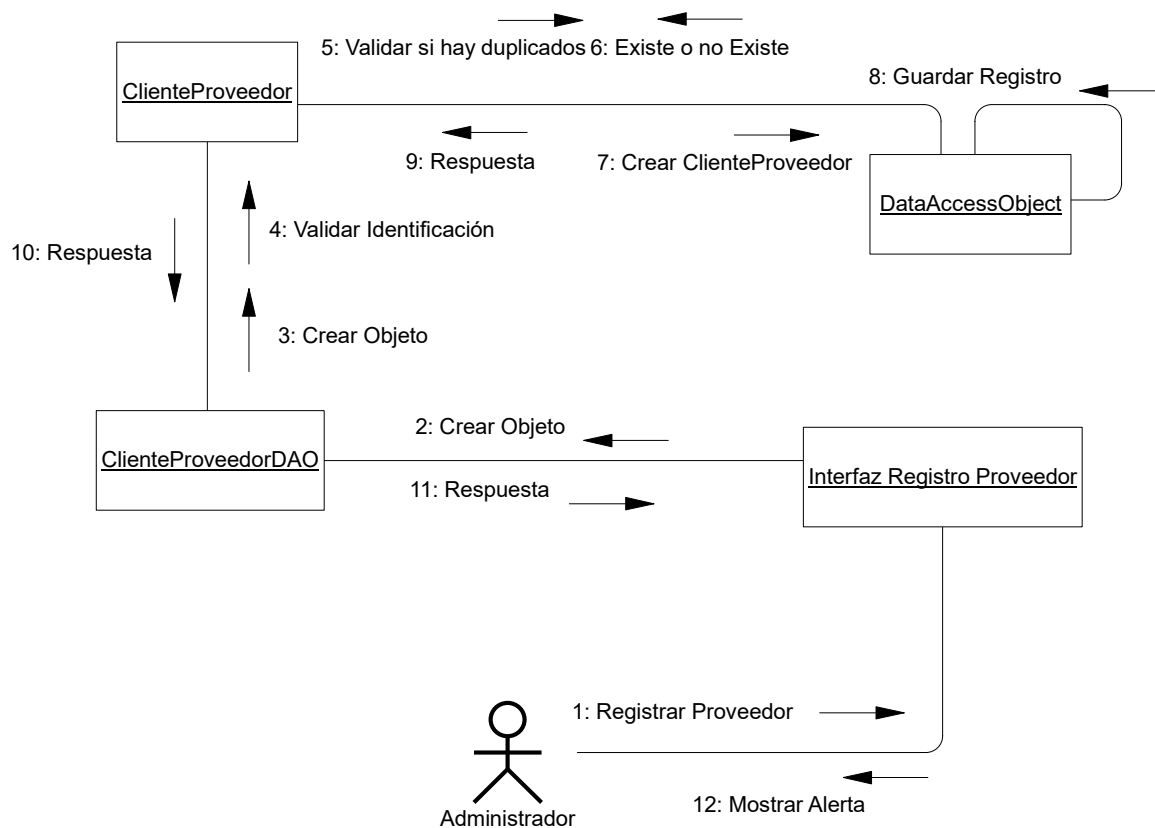 5: Validar si hay duplicados 6: Existe o no Existe
ClienteProveedor
8: Guardar Registro
9: Respuesta
7: Crear ClienteProveedor
DataAccessObject
4: Validar Identificación
10: Respuesta
3: Crear Objeto
2: Crear Objeto
ClienteProveedorDAO
Interfaz Registro Proveedor
11: Respuesta
1: Registrar Proveedor
12: Mostrar Alerta
Administrador